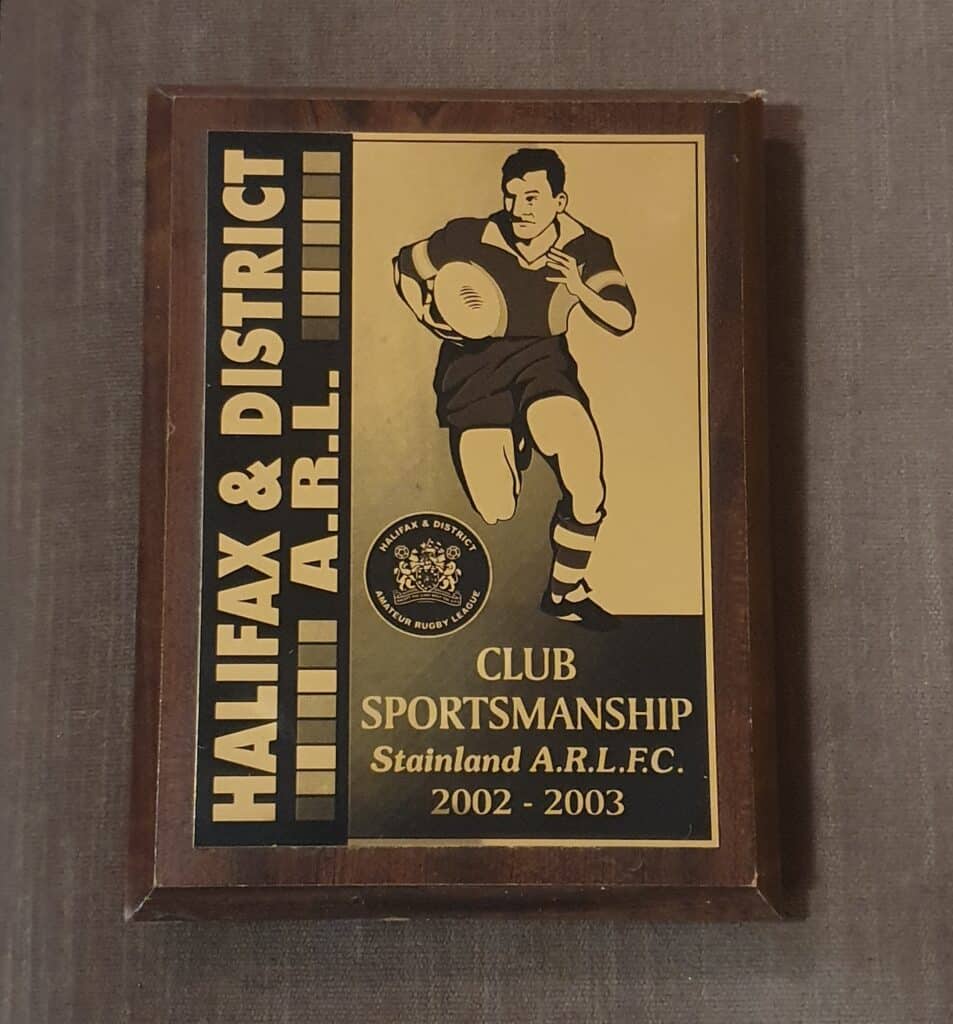 HALIFAX & DISTRICT
A.R.L.
HALIFAX & DISTRICT
AMATEUR RUGBY LEAGUE
CLUB
SPORTSMANSHIP
Stainland A.R.L.F.C.
2002 - 2003